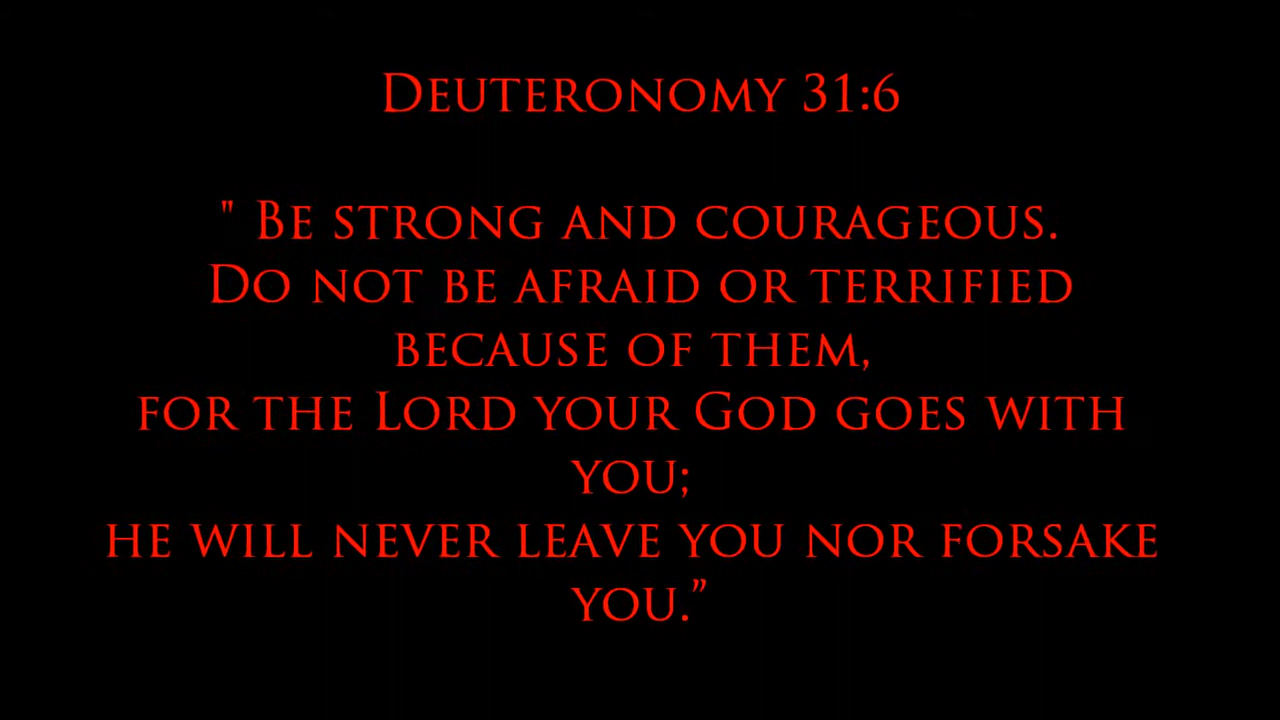 Deuteronomy 31:6
" Be strong and courageous.
Do not be afraid or terrified
because of them,
for the Lord your God goes with
you;
he will never leave you nor forsake
you.”